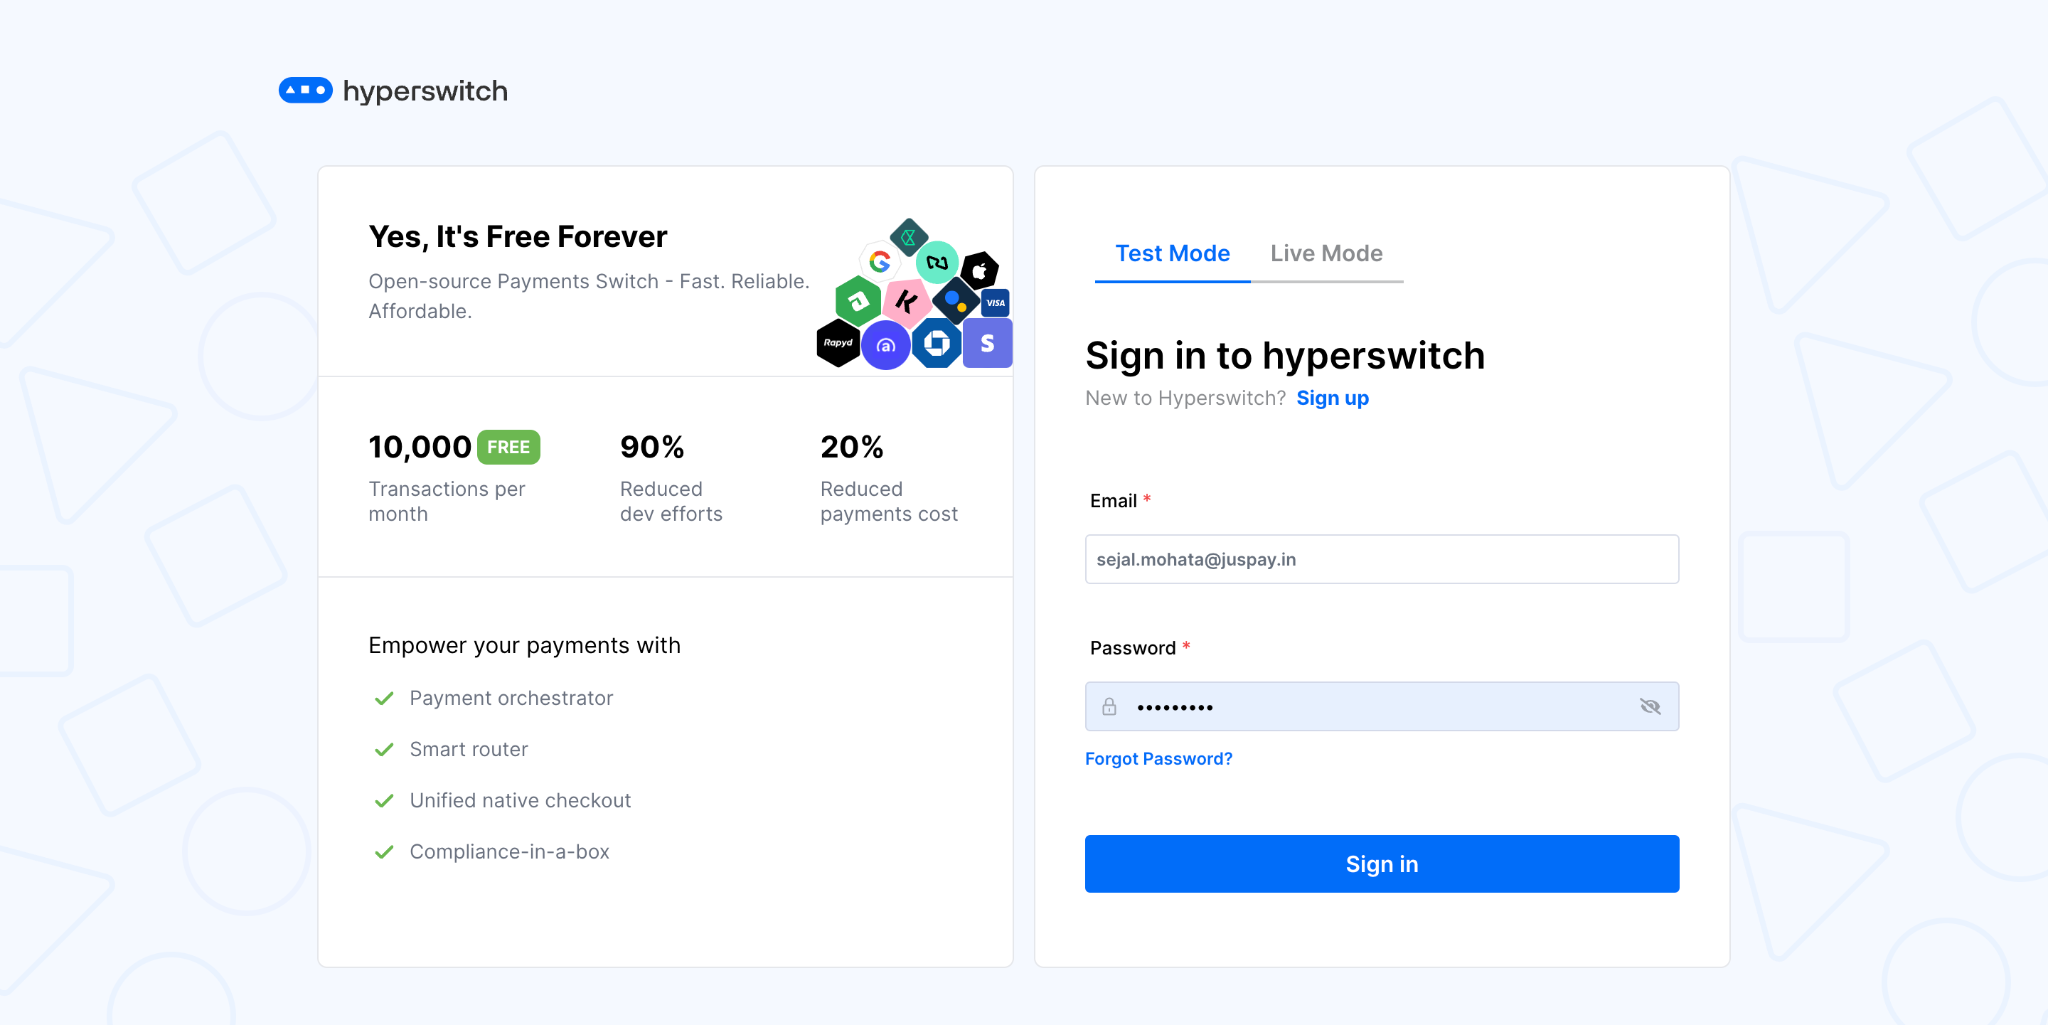 hyperswitch
Yes, It's Free Forever
Open-source Payments Switch - Fast. Reliable.
Affordable.
Rapyd
a
VISA
S
10,000 FREE
Transactions per
month
90%
Reduced
dev efforts
20%
Reduced
payments cost
Empower your payments with
Payment orchestrator
Smart router
Unified native checkout
Compliance-in-a-box
Test Mode
Live Mode
Sign in to hyperswitch
New to Hyperswitch? Sign up
Email *
sejal.mohata@juspay.in
Password *
•••••••••
Forgot Password?
Sign in